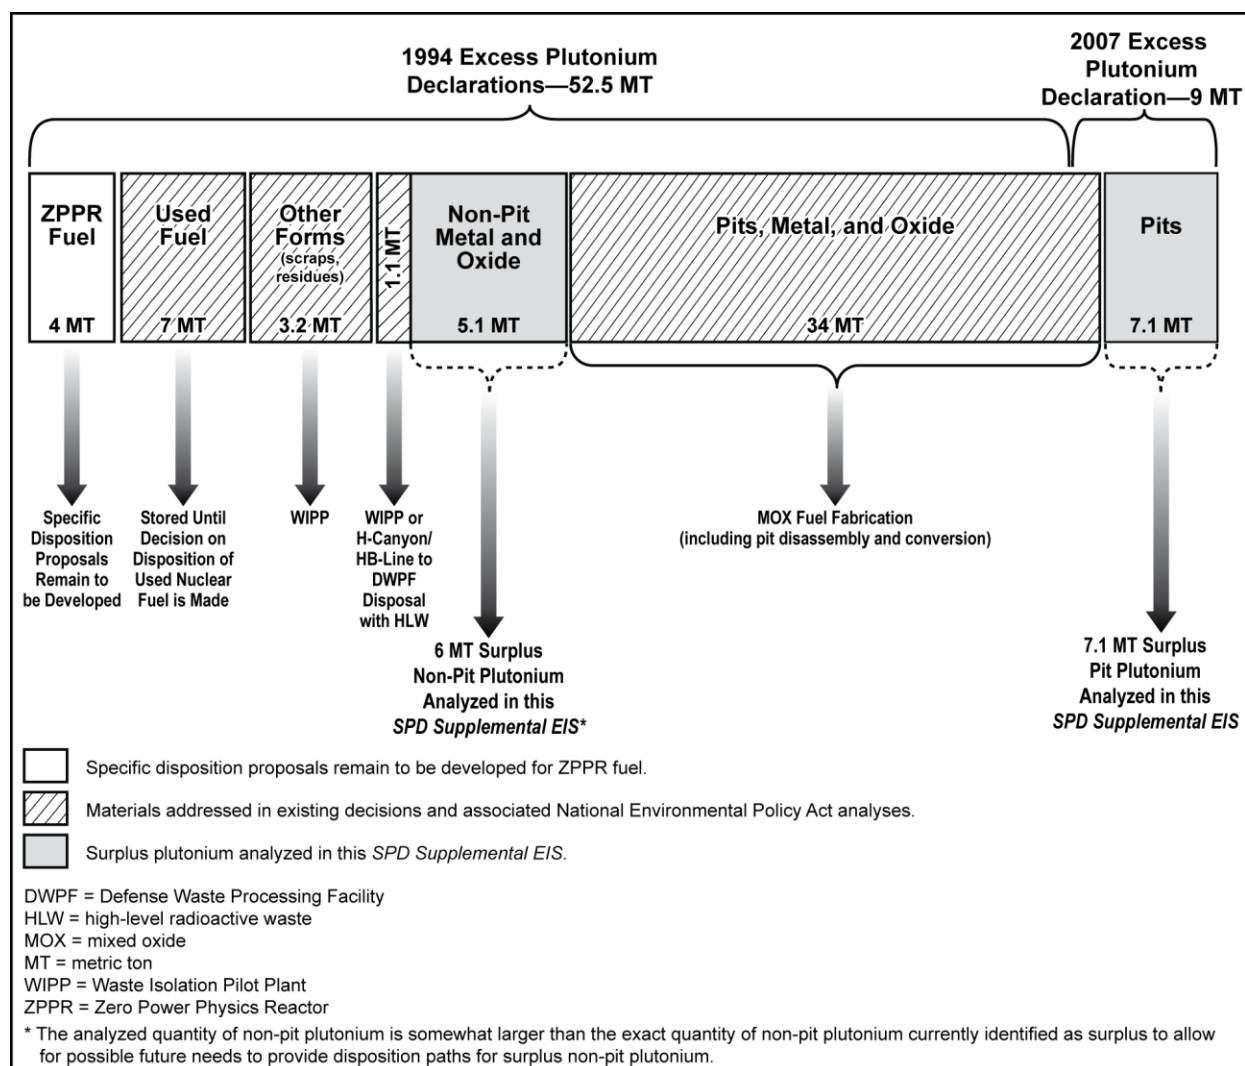 1994 Excess Plutonium
Declarations—52.5 MT
2007 Excess
Plutonium
Declaration—9 MT
ZPPR
Fuel
4 MT
Used
Fuel
7 MT
Other
Forms
(scraps,
residues)
3.2 MT
1.1 MT
Non-Pit
Metal and
Oxide
5.1 MT
Pits, Metal, and Oxide
34 MT
Pits
7.1 MT
Specific
Disposition
Proposals
Remain to
be Developed
Stored Until
Decision on
Disposition of
Used Nuclear
Fuel is Made
WIPP
WIPP or
H-Canyon/
HB-Line to
DWPF
Disposal
with HLW
6 MT Surplus
Non-Pit Plutonium
Analyzed in this
SPD Supplemental EIS*
MOX Fuel Fabrication
(including pit disassembly and conversion)
7.1 MT Surplus
Pit Plutonium
Analyzed in this
SPD Supplemental EIS
Specific disposition proposals remain to be developed for ZPPR fuel.
Materials addressed in existing decisions and associated National Environmental Policy Act analyses.
Surplus plutonium analyzed in this SPD Supplemental EIS.
DWPF = Defense Waste Processing Facility
HLW = high-level radioactive waste
MOX = mixed oxide
MT = metric ton
WIPP = Waste Isolation Pilot Plant
ZPPR = Zero Power Physics Reactor
* The analyzed quantity of non-pit plutonium is somewhat larger than the exact quantity of non-pit plutonium currently identified as surplus to allow
for possible future needs to provide disposition paths for surplus non-pit plutonium.